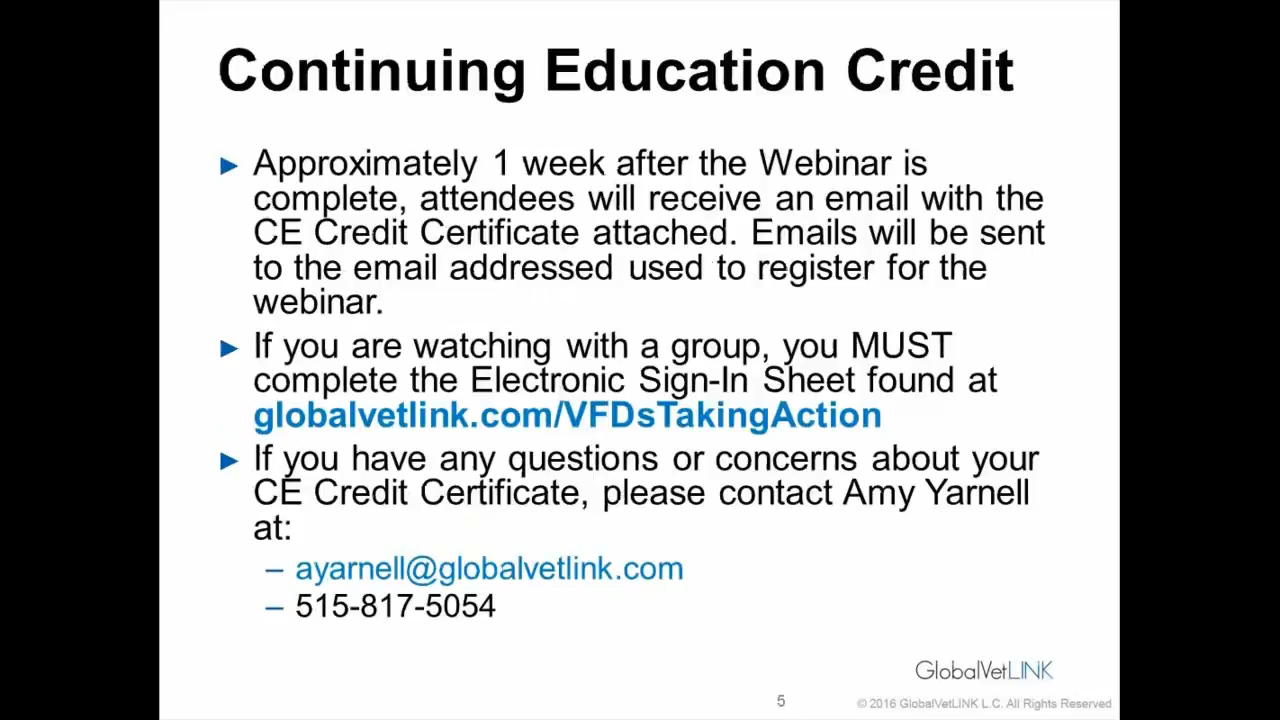 Continuing Education Credit
► Approximately 1 week after the Webinar is
complete, attendees will receive an email with the
CE Credit Certificate attached. Emails will be sent
to the email addressed used to register for the
webinar.
► If you are watching with a group, you MUST
complete the Electronic Sign-In Sheet found at
globalvetlink.com/VFDsTakingAction
► If you have any questions or concerns about your
CE Credit Certificate, please contact Amy Yarnell
at:
– ayarnell@globalvetlink.com
– 515-817-5054
GlobalVetLINK
5
© 2016 GlobalVetLINK L.C. All Rights Reserved